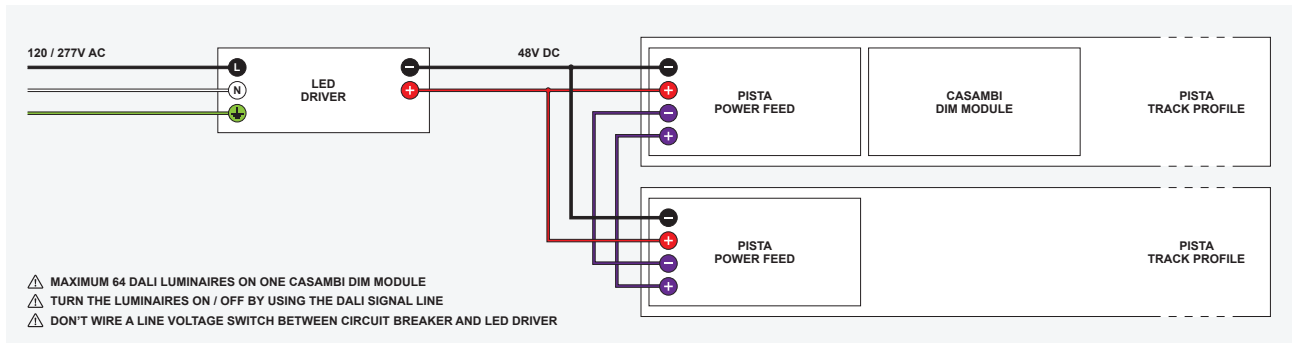 120 / 277V AC
L
N
LED
DRIVER
−
+
48V DC
−
+
−
+
PISTA
POWER FEED
CASAMBI
DIM MODULE
PISTA
TRACK PROFILE
−
+
−
+
PISTA
POWER FEED
PISTA
TRACK PROFILE
MAXIMUM 64 DALI LUMINAIRES ON ONE CASAMBI DIM MODULE
TURN THE LUMINAIRES ON / OFF BY USING THE DALI SIGNAL LINE
DON'T WIRE A LINE VOLTAGE SWITCH BETWEEN CIRCUIT BREAKER AND LED DRIVER